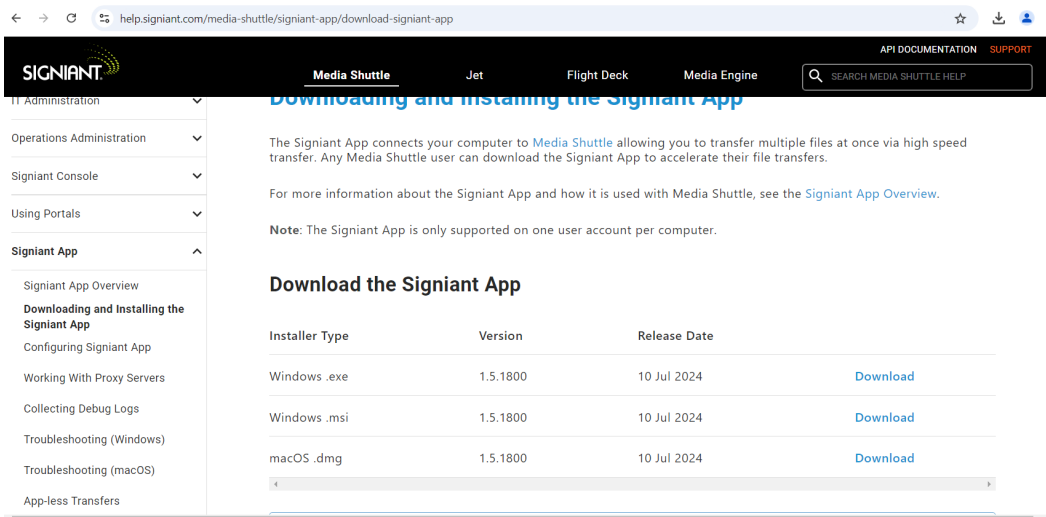 help.signiant.com/media-shuttle/signiant-app/download-signiant-app
API DOCUMENTATION SUPPORT
SIGNIANT
Media Shuttle Jet Flight Deck Media Engine
SEARCH MEDIA SHUTTLE HELP
IT Administration
Operations Administration
Signiant Console
Using Portals
Signiant App
Signiant App Overview
Downloading and Installing the
Signiant App
Configuring Signiant App
Working With Proxy Servers
Collecting Debug Logs
Troubleshooting (Windows)
Troubleshooting (macOS)
App-less Transfers
Downloading and Installing the Signiant App
The Signiant App connects your computer to Media Shuttle allowing you to transfer multiple files at once via high speed
transfer. Any Media Shuttle user can download the Signiant App to accelerate their file transfers.
For more information about the Signiant App and how it is used with Media Shuttle, see the Signiant App Overview.
Note: The Signiant App is only supported on one user account per computer.
Download the Signiant App
Installer Type Version Release Date
Windows .exe 1.5.1800 10 Jul 2024 Download
Windows .msi 1.5.1800 10 Jul 2024 Download
macOS .dmg 1.5.1800 10 Jul 2024 Download